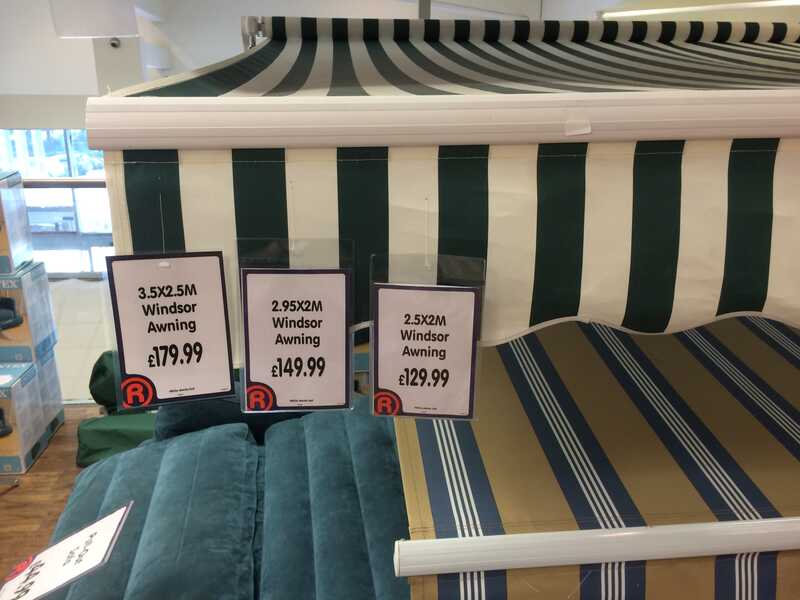 3.5X2.5M
Windsor
Awning
£179.99
R
2.95X2M
Windsor
Awning
£149.99
R
2.5X2M
Windsor
Awning
£129.99
R